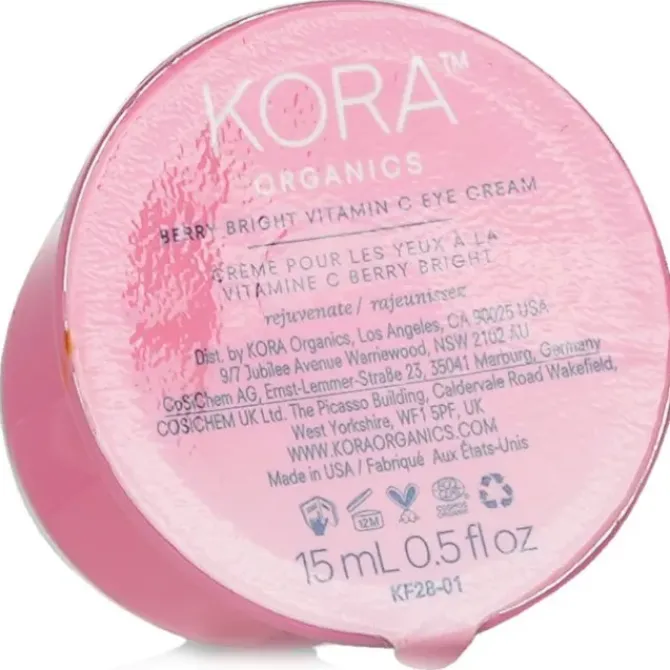 KORA™
ORGANICS
BERRY BRIGHT VITAMIN C EYE CREAM
CRÈME POUR LES YEUX À LA
VITAMINE C BERRY BRIGHT
rejuvenate / rajeunissez
Dist. by KORA Organics, Los Angeles, CA 90025 USA
9/7 Jubilee Avenue Warriewood, NSW 2102 AU
CoSiChem AG, Ernst-Lemmer-Straße 23, 35041 Marburg, Germany
COSICHEM UK Ltd. The Picasso Building, Caldervale Road Wakefield,
West Yorkshire, WF1 5PF, UK
WWW.KORAORGANICS.COM
Made in USA / Fabriqué Aux États-Unis
12M
15 mL 0.5 fl oz
KF28-01